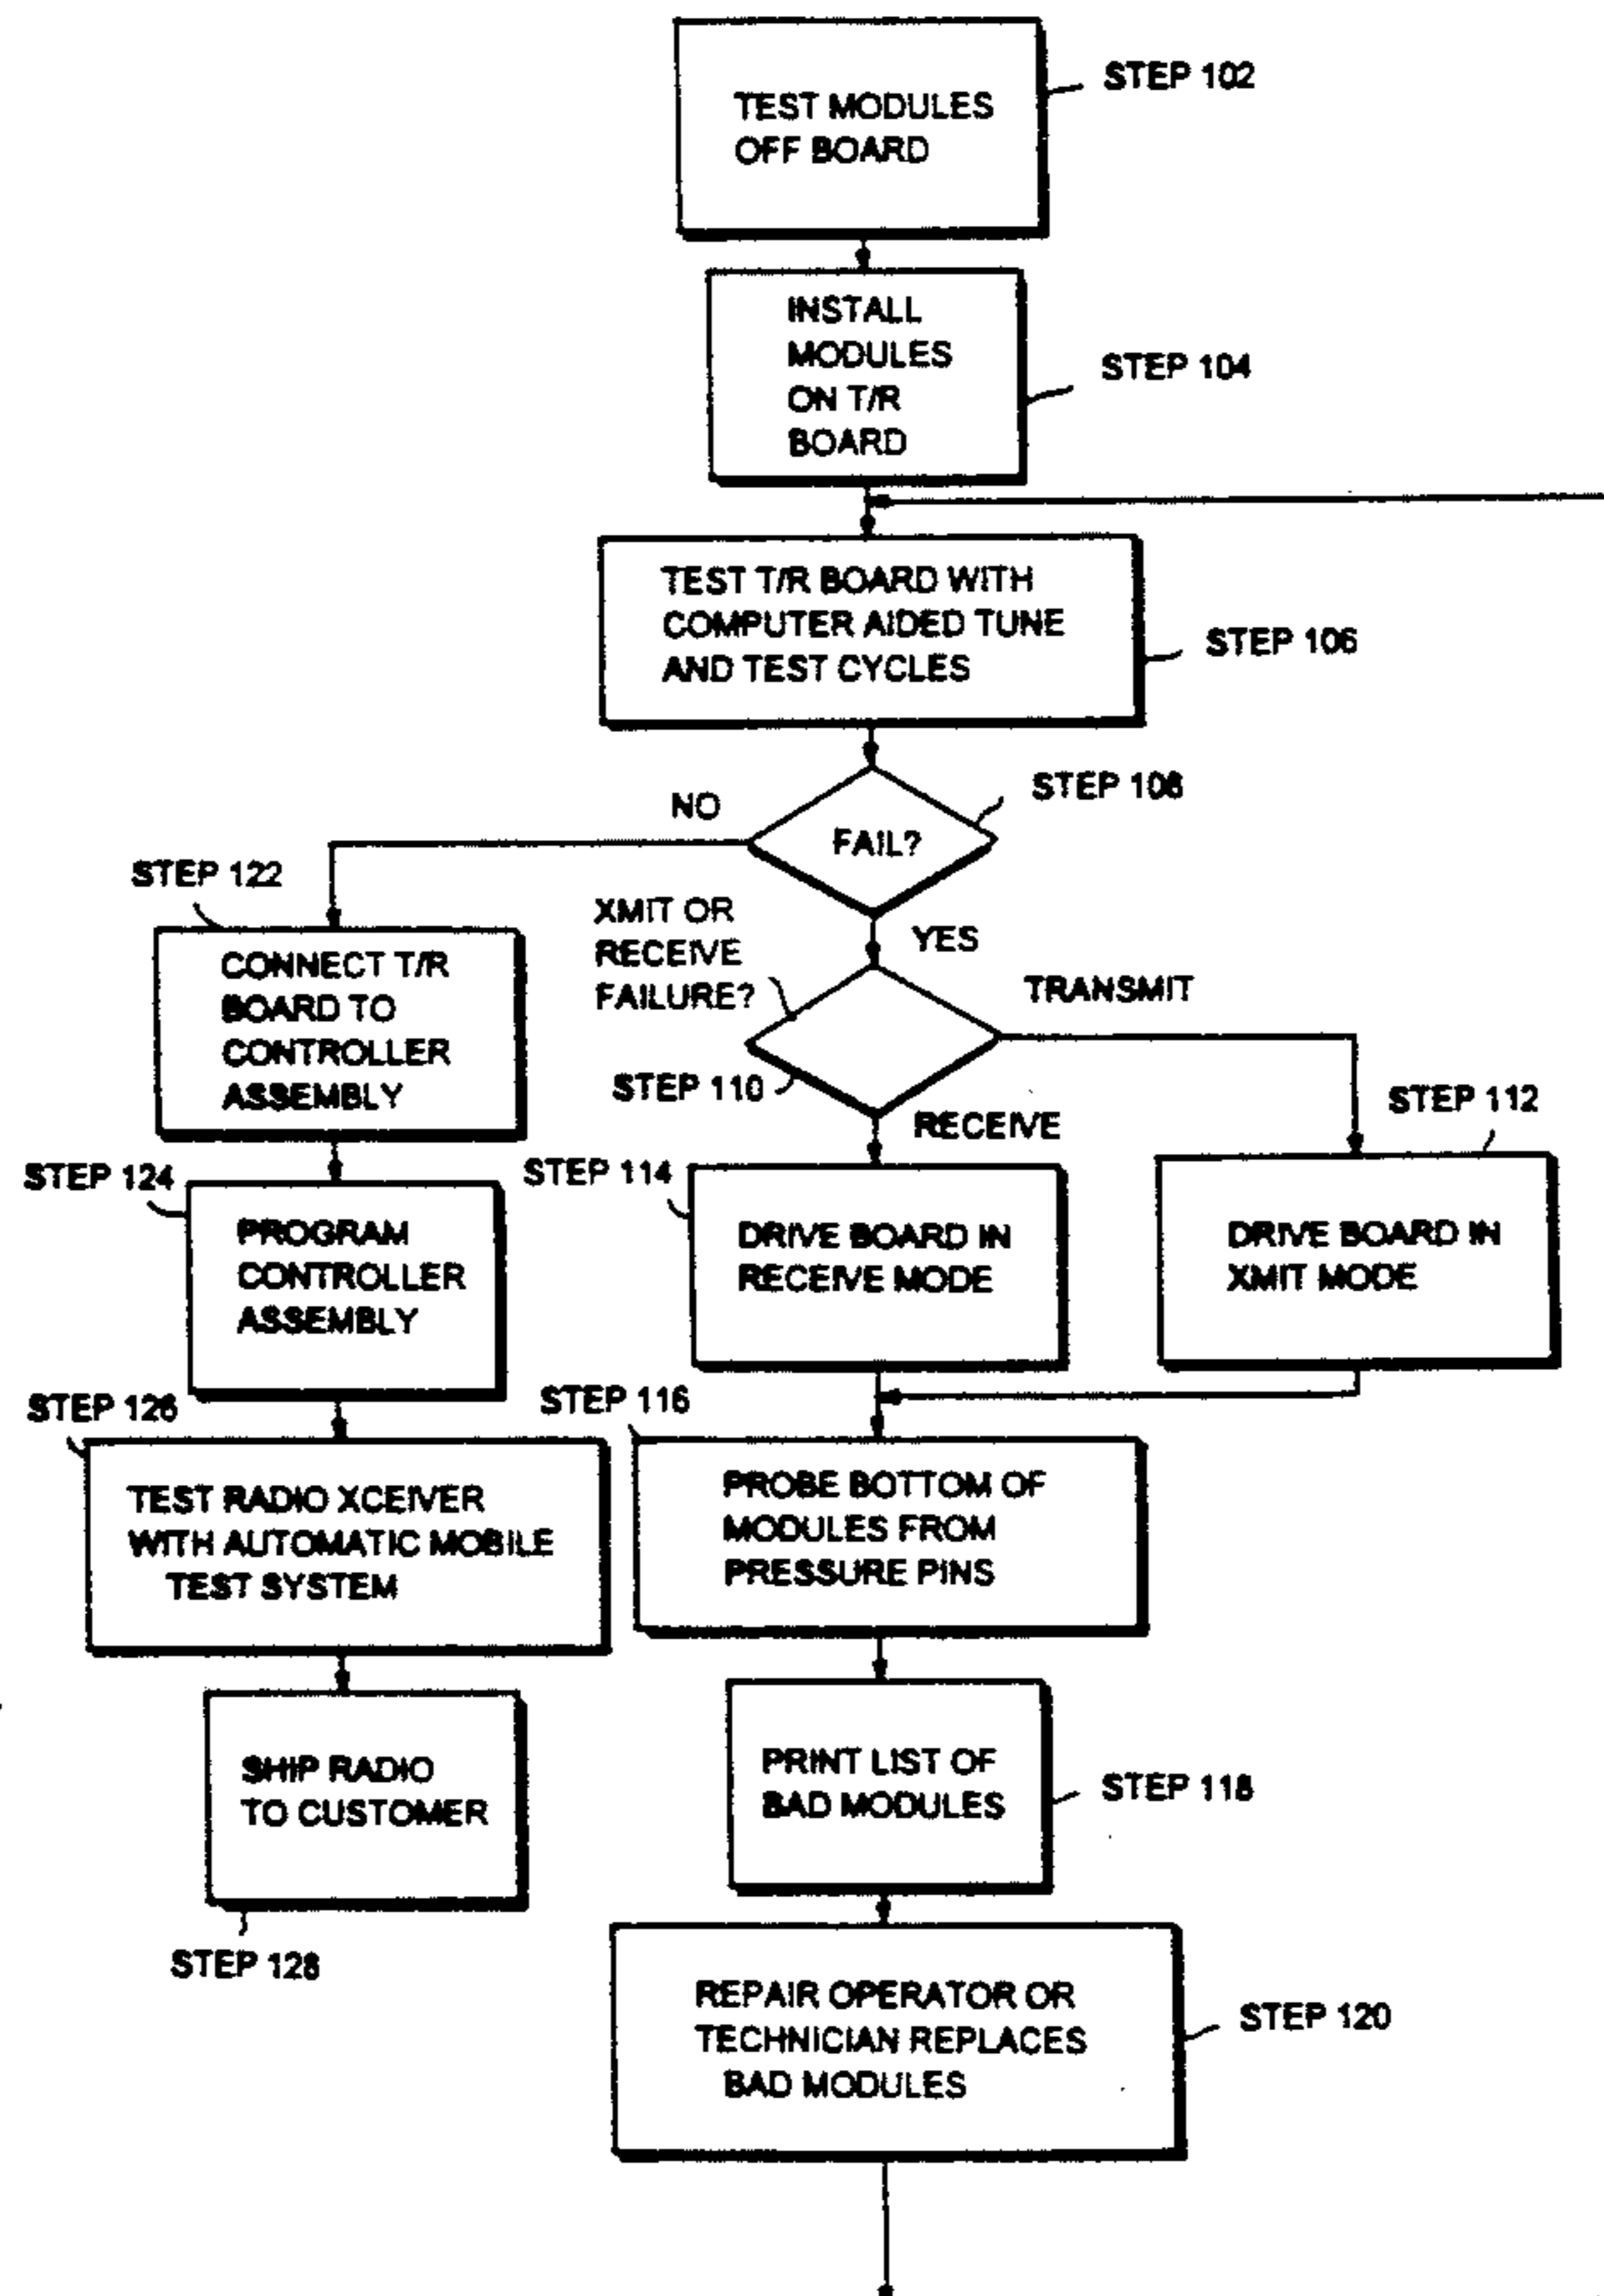 TEST MODULES
OFF BOARD
STEP 102
INSTALL
MODULES
ON T/R
BOARD
STEP 104
TEST T/R BOARD WITH
COMPUTER AIDED TUNE
AND TEST CYCLES
STEP 106
FAIL?
STEP 108
NO
YES
STEP 122
CONNECT T/R
BOARD TO
CONTROLLER
ASSEMBLY
XMIT OR
RECEIVE
FAILURE?
STEP 110
TRANSMIT
RECEIVE
STEP 112
DRIVE BOARD IN
XMIT MODE
STEP 114
DRIVE BOARD IN
RECEIVE MODE
STEP 124
PROGRAM
CONTROLLER
ASSEMBLY
STEP 126
TEST RADIO XCEIVER
WITH AUTOMATIC MOBILE
TEST SYSTEM
STEP 116
PROBE BOTTOM OF
MODULES FROM
PRESSURE PINS
SHIP RADIO
TO CUSTOMER
STEP 128
PRINT LIST OF
BAD MODULES
STEP 118
REPAIR OPERATOR OR
TECHNICIAN REPLACES
BAD MODULES
STEP 120